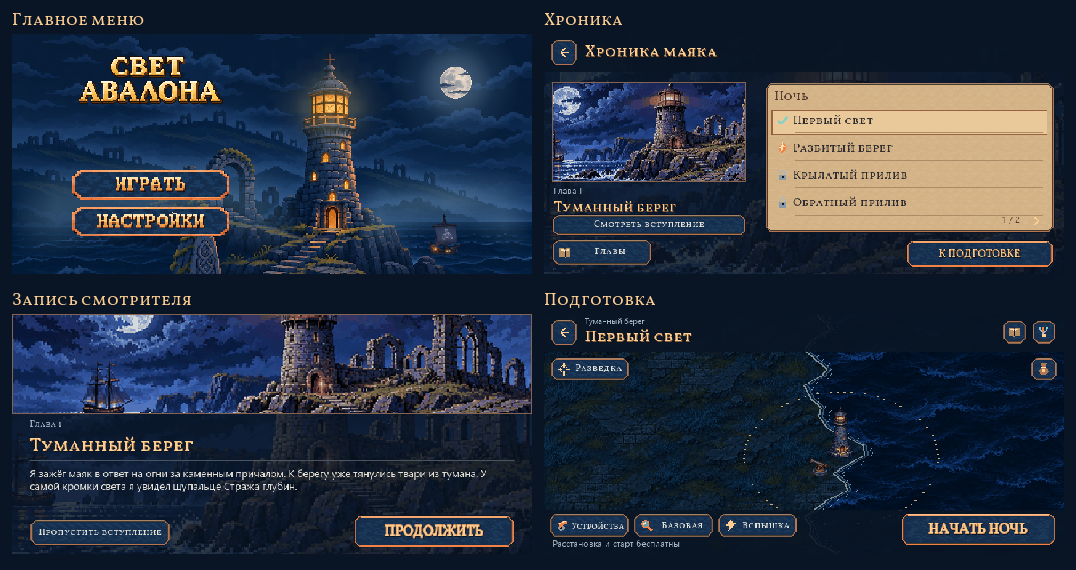 Главное меню
СВЕТ
АВАЛОНА
ИГРАТЬ
НАСТРОЙКИ
Хроника
Хроника маяка
Глава I
Туманный берег
Смотреть вступление
Главы
Ночь
Первый свет
Разбитый берег
Крылатый прилив
Обратный прилив
1 / 2
К ПОДГОТОВКЕ
Запись смотрителя
Глава I
Туманный берег
Я зажёг маяк в ответ на огни за каменным причалом. К берегу уже тянулись твари из тумана. У
самой кромки света я увидел щупальце Стража глубин.
Пропустить вступление
ПРОДОЛЖИТЬ
Подготовка
Туманный берег
Первый свет
Разведка
Устройства
Базовая
Вспышка
Расстановка и старт бесплатны
НАЧАТЬ НОЧЬ